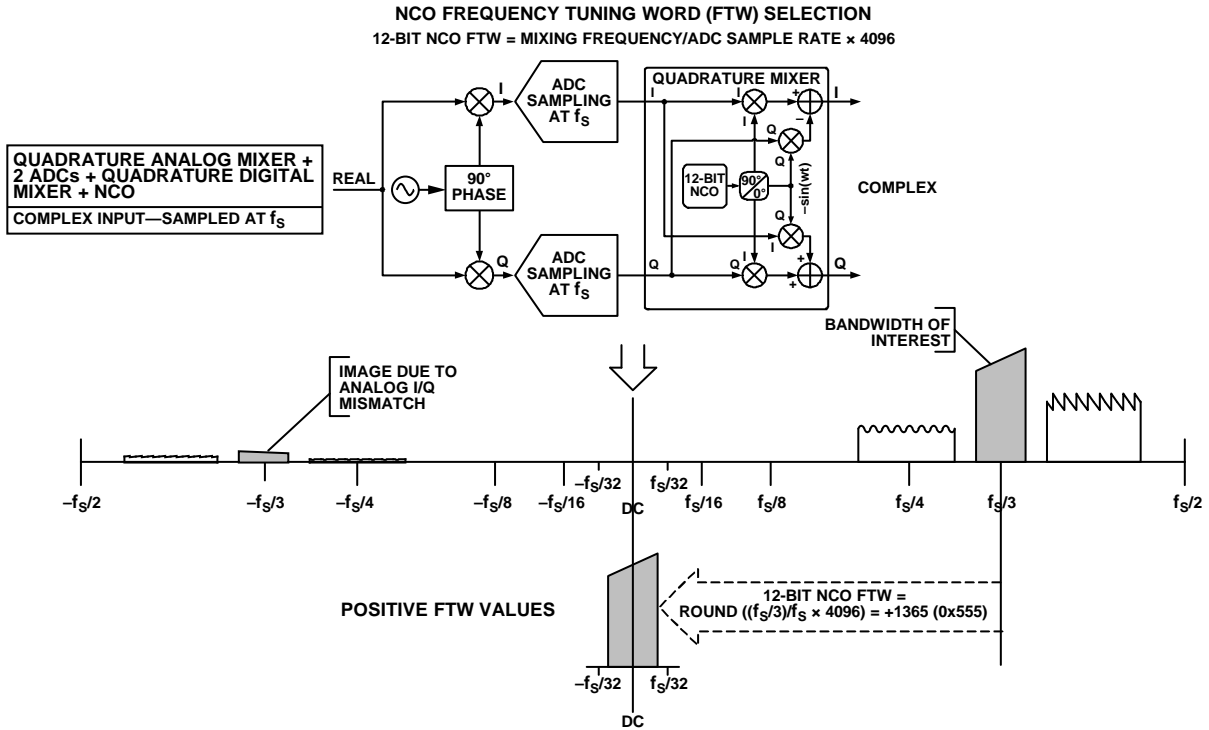 NCO FREQUENCY TUNING WORD (FTW) SELECTION
12-BIT NCO FTW = MIXING FREQUENCY/ADC SAMPLE RATE × 4096
QUADRATURE ANALOG MIXER +
2 ADCs + QUADRATURE DIGITAL
MIXER + NCO
COMPLEX INPUT—SAMPLED AT fS
REAL
90°
PHASE
I
Q
ADC
SAMPLING
AT fS
ADC
SAMPLING
AT fS
I
Q
QUADRATURE MIXER
I
I
Q
Q
12-BIT
NCO
90°
0°
–sin(wt)
Q
I
I
Q
+
–
+
+
I
Q
COMPLEX
BANDWIDTH OF
INTEREST
IMAGE DUE TO
ANALOG I/Q
MISMATCH
–fS/2
–fS/3
–fS/4
–fS/8
–fS/16
–fS/32
DC
fS/32
fS/16
fS/8
fS/4
fS/3
fS/2
POSITIVE FTW VALUES
12-BIT NCO FTW =
ROUND ((fS/3)/fS × 4096) = +1365 (0x555)
–fS/32
fS/32
DC